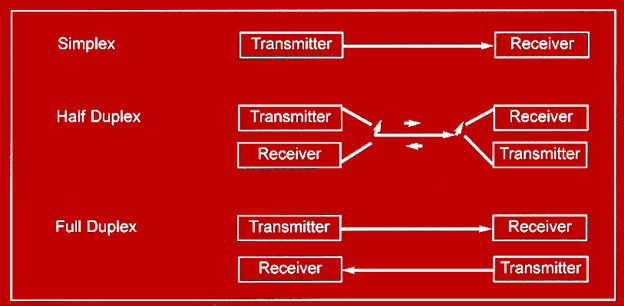 Simplex Transmitter Receiver
Half Duplex Transmitter Receiver
Receiver Transmitter
Full Duplex Transmitter Receiver
Receiver Transmitter